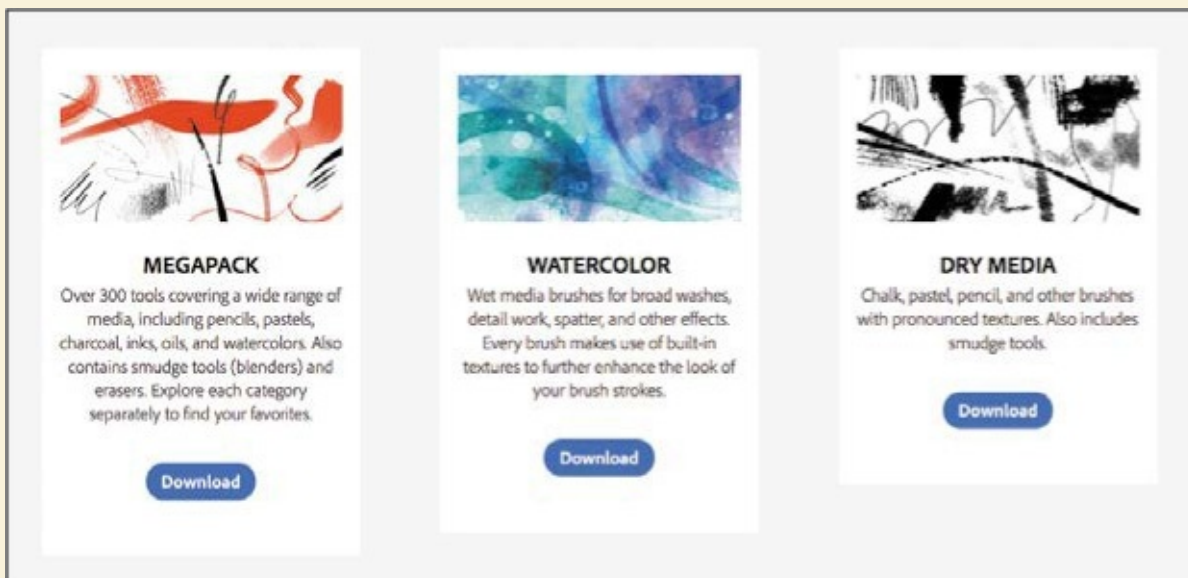 MEGAPACK
Over 300 tools covering a wide range of
media, including pencils, pastels,
charcoal, inks, oils, and watercolors. Also
contains smudge tools (blenders) and
erasers. Explore each category
separately to find your favorites.
Download
WATERCOLOR
Wet media brushes for broad washes,
detail work, spatter, and other effects.
Every brush makes use of built-in
textures to further enhance the look of
your brush strokes.
Download
DRY MEDIA
Chalk, pastel, pencil, and other brushes
with pronounced textures. Also includes
smudge tools.
Download